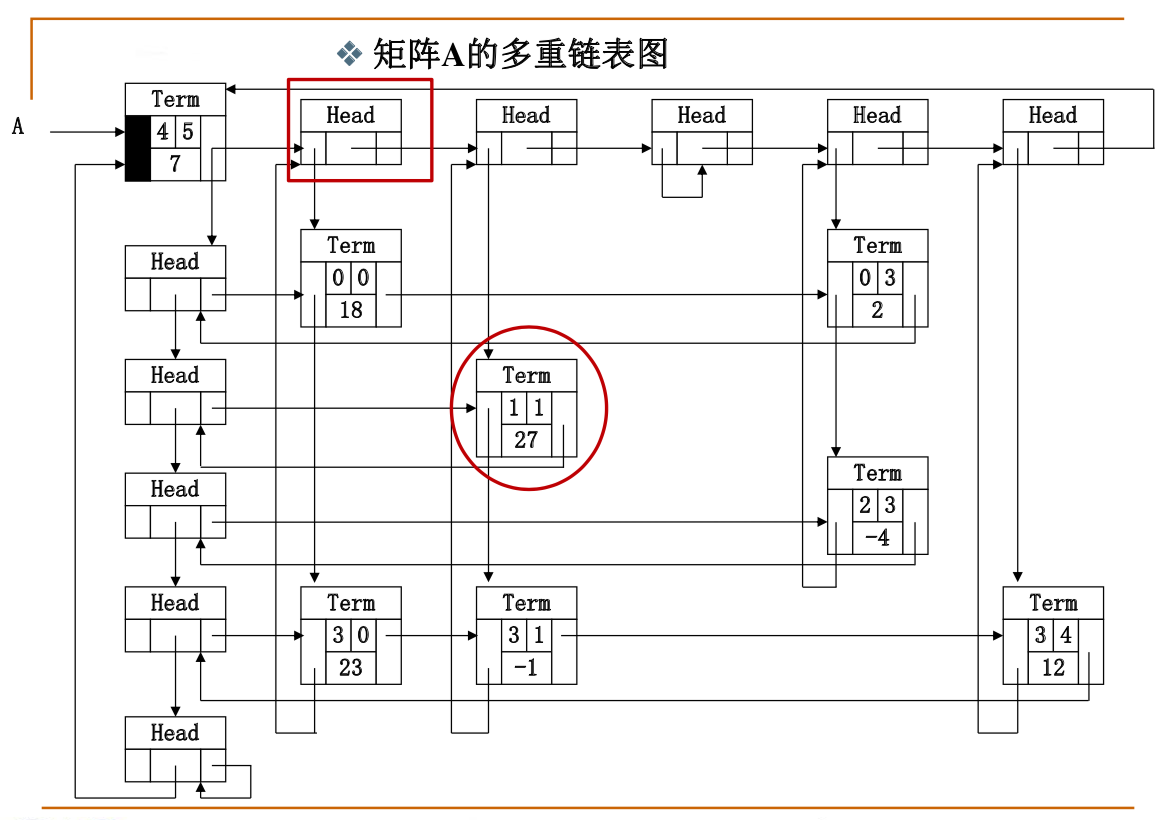 ❖ 矩阵A的多重链表图
Term
A
4 5
7
Head
Head
Head
Head
Head
Head
Term
0 0
18
Term
0 3
2
Head
Term
1 1
27
Head
Term
2 3
-4
Head
Term
3 0
23
Term
3 1
-1
Term
3 4
12
Head